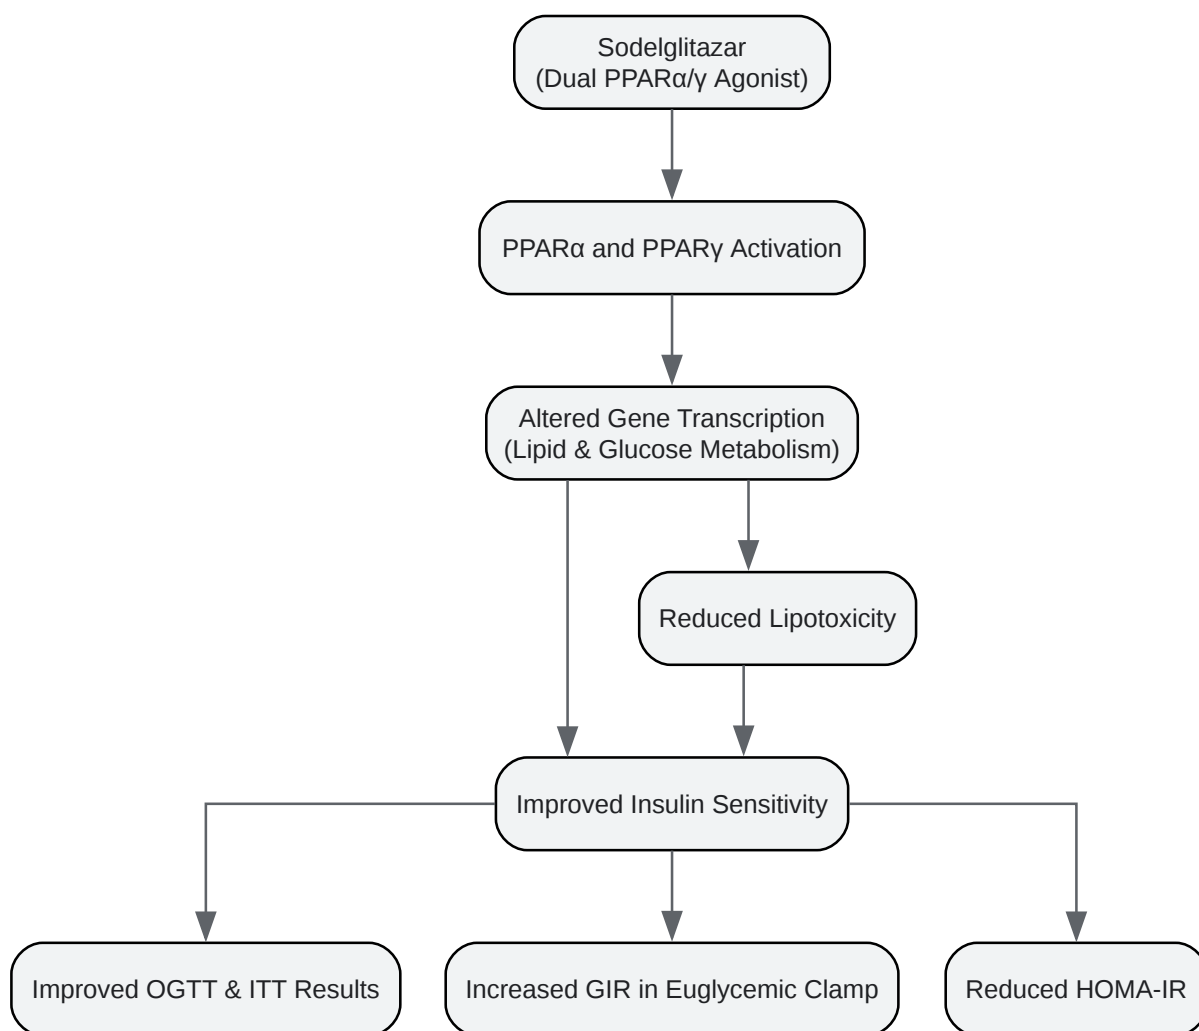 Sodelglitazar
(Dual PPARα/γ Agonist)
PPARα and PPARγ Activation
Altered Gene Transcription
(Lipid & Glucose Metabolism)
Reduced Lipotoxicity
Improved Insulin Sensitivity
Improved OGTT & ITT Results
Increased GIR in Euglycemic Clamp
Reduced HOMA-IR